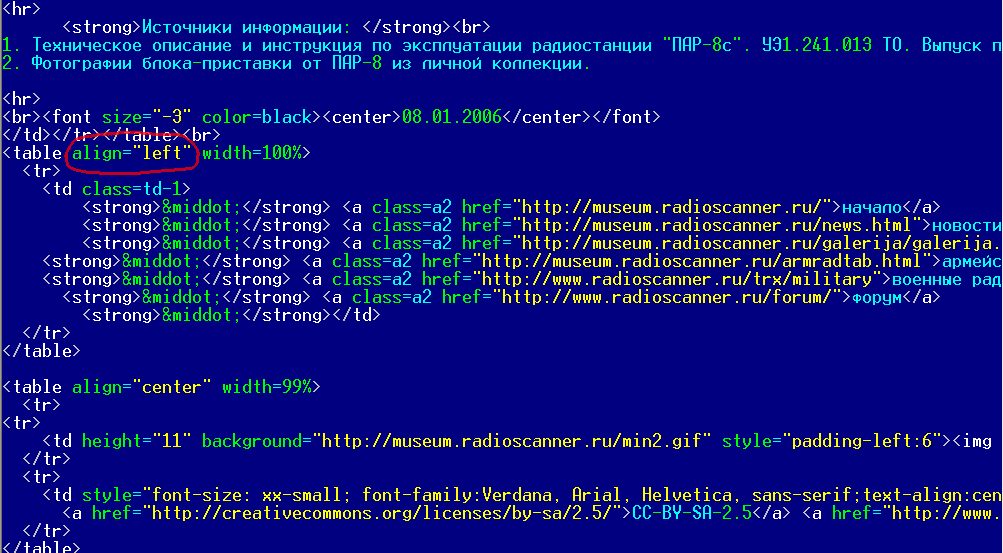 <hr>
<strong>Источники информации: </strong><br>
1. Техническое описание и инструкция по эксплуатации радиостанции "ПАР-8с". УЭ1.241.013 ТО. Выпуск п
2. Фотографии блока-приставки от ПАР-8 из личной коллекции.
<hr>
<br><font size="-3" color=black><center>08.01.2006</center></font>
</td></tr></table><br>
<table align="left" width=100%>
<tr>
<td class=td-1>
<strong>&middot;</strong> <a class=a2 href="http://museum.radioscanner.ru/">начало</a>
<strong>&middot;</strong> <a class=a2 href="http://museum.radioscanner.ru/news.html">новости
<strong>&middot;</strong> <a class=a2 href="http://museum.radioscanner.ru/galerija/galerija.
<strong>&middot;</strong> <a class=a2 href="http://museum.radioscanner.ru/armradtab.html">армейс
<strong>&middot;</strong> <a class=a2 href="http://www.radioscanner.ru/trx/military">военные рад
<strong>&middot;</strong> <a class=a2 href="http://www.radioscanner.ru/forum/">форум</a>
<strong>&middot;</strong></td>
</tr>
</table>
<table align="center" width=99%>
<tr>
<tr>
<td height="11" background="http://museum.radioscanner.ru/min2.gif" style="padding-left:6"><img
</tr>
<tr>
<td style="font-size: xx-small; font-family:Verdana, Arial, Helvetica, sans-serif;text-align:cen
<a href="http://creativecommons.org/licenses/by-sa/2.5/">CC-BY-SA-2.5</a> <a href="http://www.
</tr>
</table>